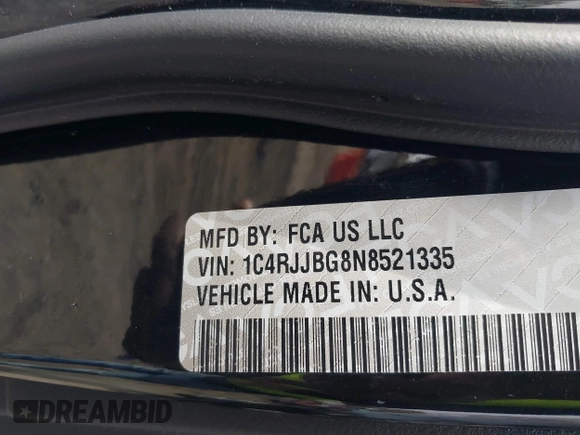 MFD BY: FCA US LLC
VIN: 1C4RJJBG8N8521335
VEHICLE MADE IN: U.S.A.
DREAMBID